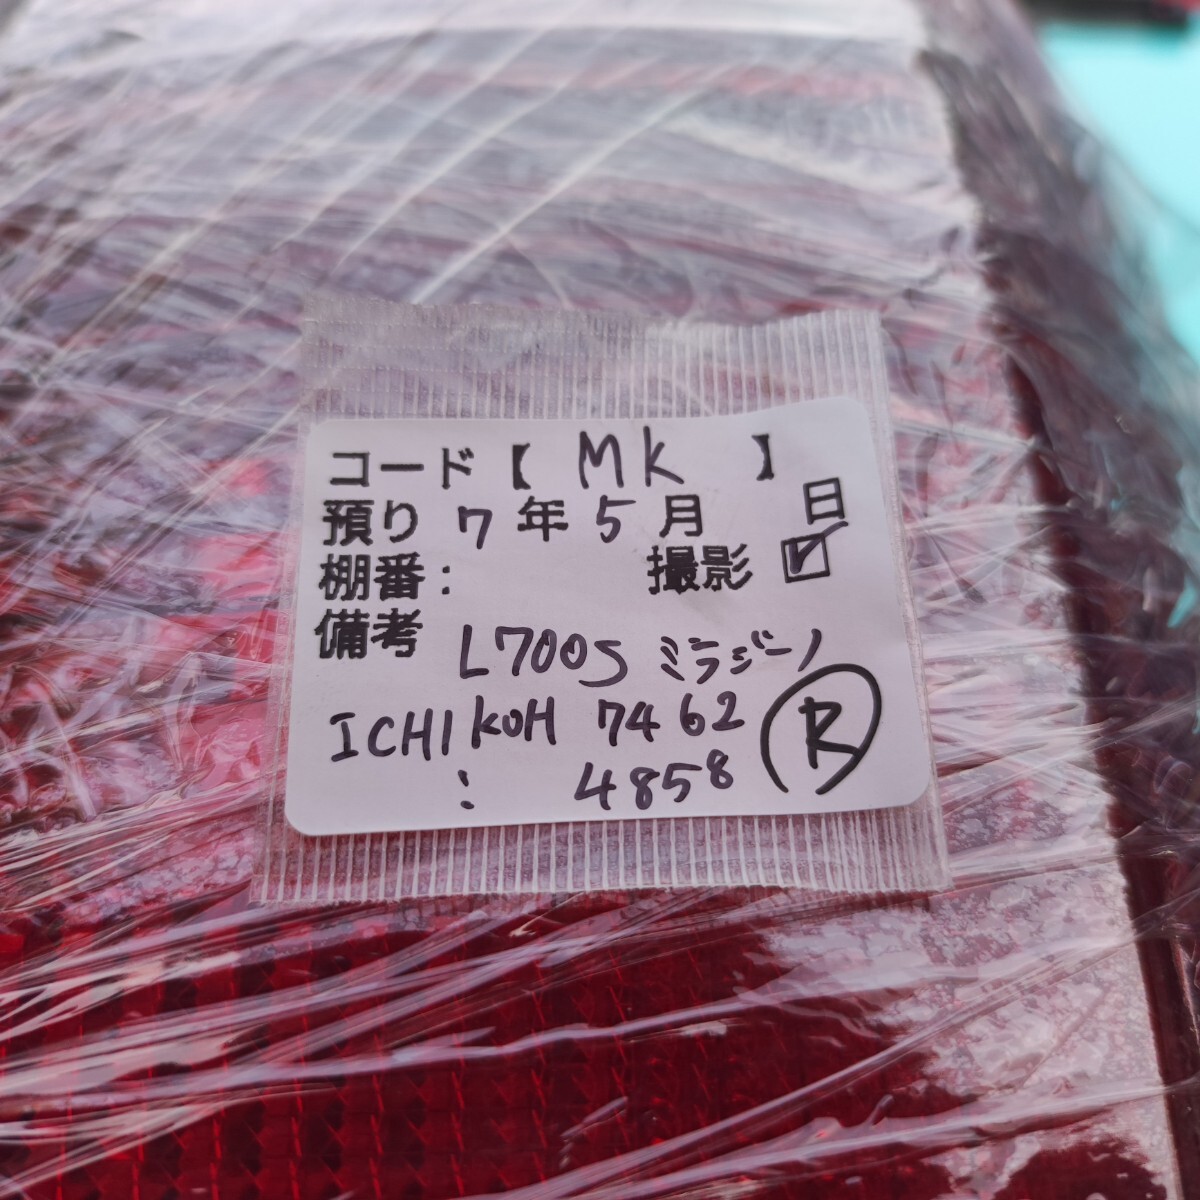 コード【 MK 】
預り 7年 5月 日
棚番: 撮影 ☑
備考 L700S ミラジーノ
ICHIKOH 7462 R
: 4858